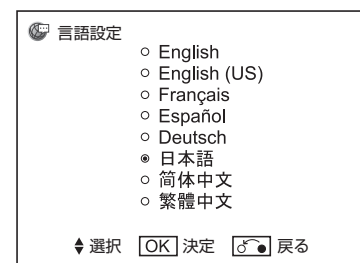 言語設定
English
English (US)
Français
Español
Deutsch
日本語
简体中文
繁體中文
選択 OK 決定 戻る